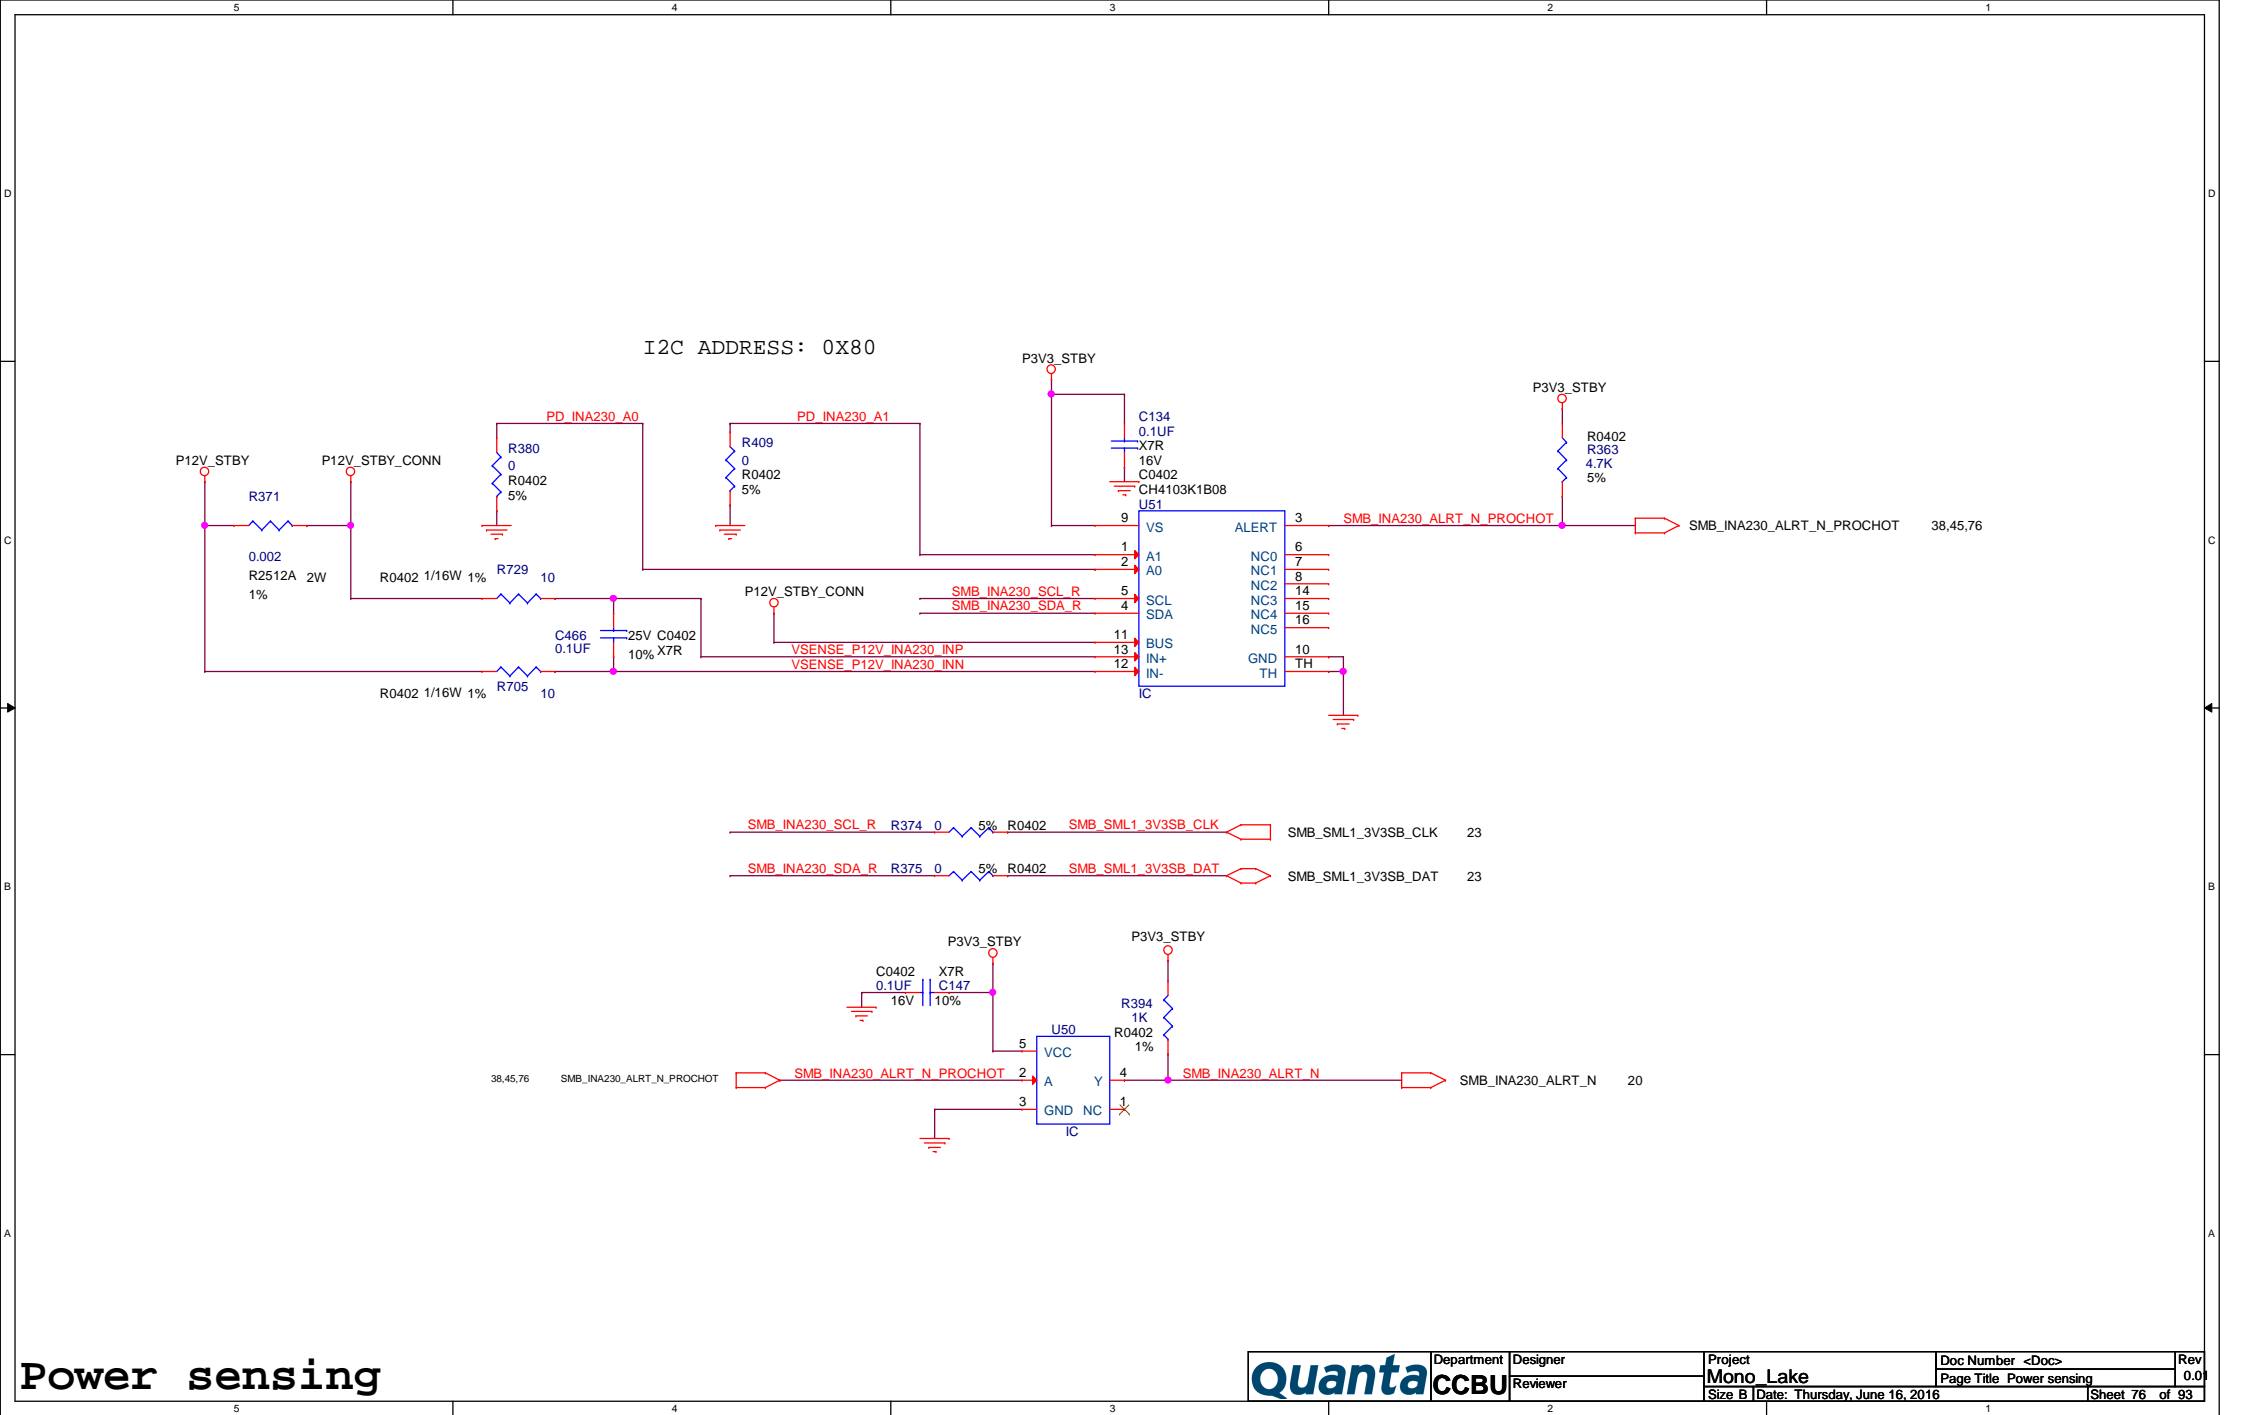 5 4 3 2 1
D D
I2C ADDRESS: 0X80
P3V3_STBY
P3V3_STBY
PD_INA230_A0
PD_INA230_A1
C134
0.1UF
X7R
16V
C0402
CH4103K1B08
R380
0
R0402
5%
R409
0
R0402
5%
R0402
R363
4.7K
5%
P12V_STBY
P12V_STBY_CONN
R371
0.002
R2512A 2W
1%
U51
9 VS
1 A1
2 A0
5 SCL
4 SDA
11 BUS
13 IN+
12 IN-
ALERT 3
NC0 6
NC1 7
NC2 8
NC3 14
NC4 15
NC5 16
GND 10
TH TH
IC
SMB_INA230_ALRT_N_PROCHOT
SMB_INA230_ALRT_N_PROCHOT 38,45,76
C C
R0402 1/16W 1% R729 10
P12V_STBY_CONN
SMB_INA230_SCL_R
SMB_INA230_SDA_R
C466
0.1UF
25V C0402
10% X7R
VSENSE_P12V_INA230_INP
VSENSE_P12V_INA230_INN
R0402 1/16W 1% R705 10
SMB_INA230_SCL_R R374 0 5% R0402 SMB_SML1_3V3SB_CLK SMB_SML1_3V3SB_CLK 23
SMB_INA230_SDA_R R375 0 5% R0402 SMB_SML1_3V3SB_DAT SMB_SML1_3V3SB_DAT 23
B B
P3V3_STBY
P3V3_STBY
C0402 X7R
0.1UF C147
16V 10%
R394
1K
R0402
1%
U50
5 VCC
2 A
3 GND
Y 4
NC 1
IC
38,45,76 SMB_INA230_ALRT_N_PROCHOT SMB_INA230_ALRT_N_PROCHOT
SMB_INA230_ALRT_N SMB_INA230_ALRT_N 20
A A
Power sensing
Quanta
Department
CCBU
Designer
Reviewer
Project
Mono_Lake
Doc Number <Doc>
Rev
0.01
Page Title Power sensing
Size B Date: Thursday, June 16, 2016 Sheet 76 of 93
5 4 3 2 1